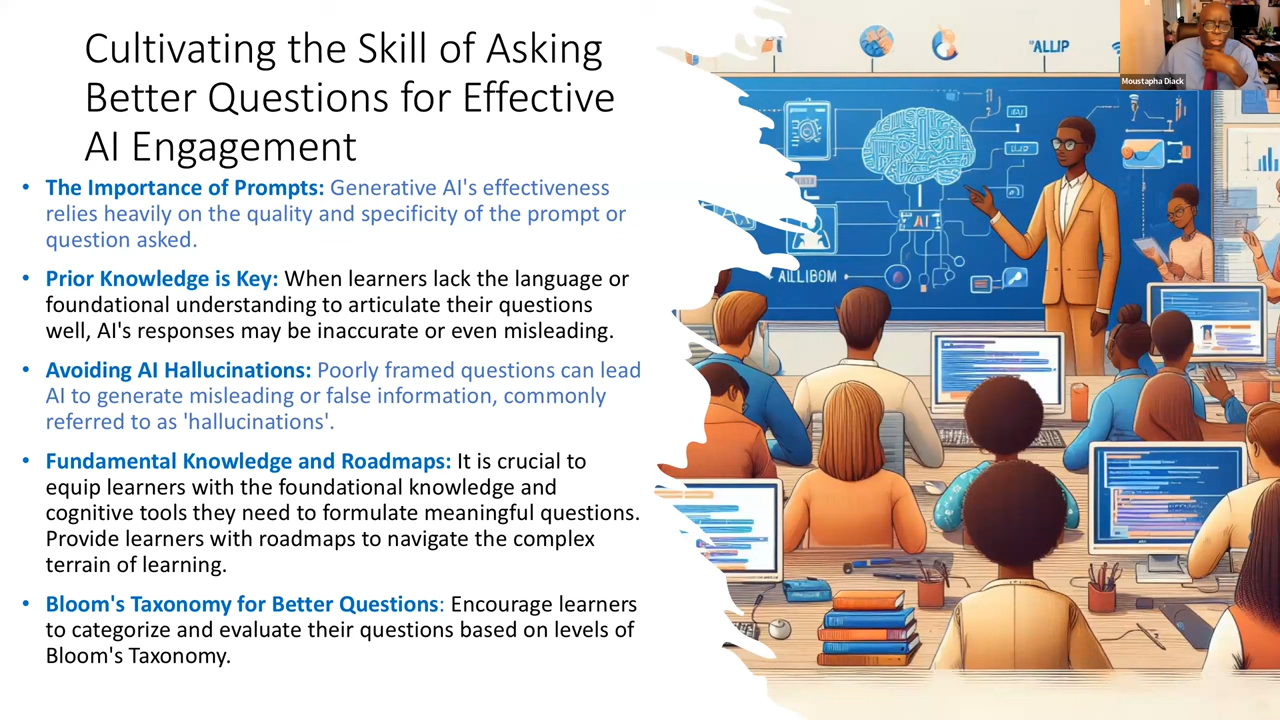 Cultivating the Skill of Asking
Better Questions for Effective
AI Engagement
• The Importance of Prompts: Generative AI's effectiveness
relies heavily on the quality and specificity of the prompt or
question asked.
• Prior Knowledge is Key: When learners lack the language or
foundational understanding to articulate their questions
well, AI's responses may be inaccurate or even misleading.
• Avoiding AI Hallucinations: Poorly framed questions can lead
AI to generate misleading or false information, commonly
referred to as 'hallucinations'.
• Fundamental Knowledge and Roadmaps: It is crucial to
equip learners with the foundational knowledge and
cognitive tools they need to formulate meaningful questions.
Provide learners with roadmaps to navigate the complex
terrain of learning.
• Bloom's Taxonomy for Better Questions: Encourage learners
to categorize and evaluate their questions based on levels of
Bloom's Taxonomy.
"ALLIP
AI
ALLIBOM
Moustapha Diack